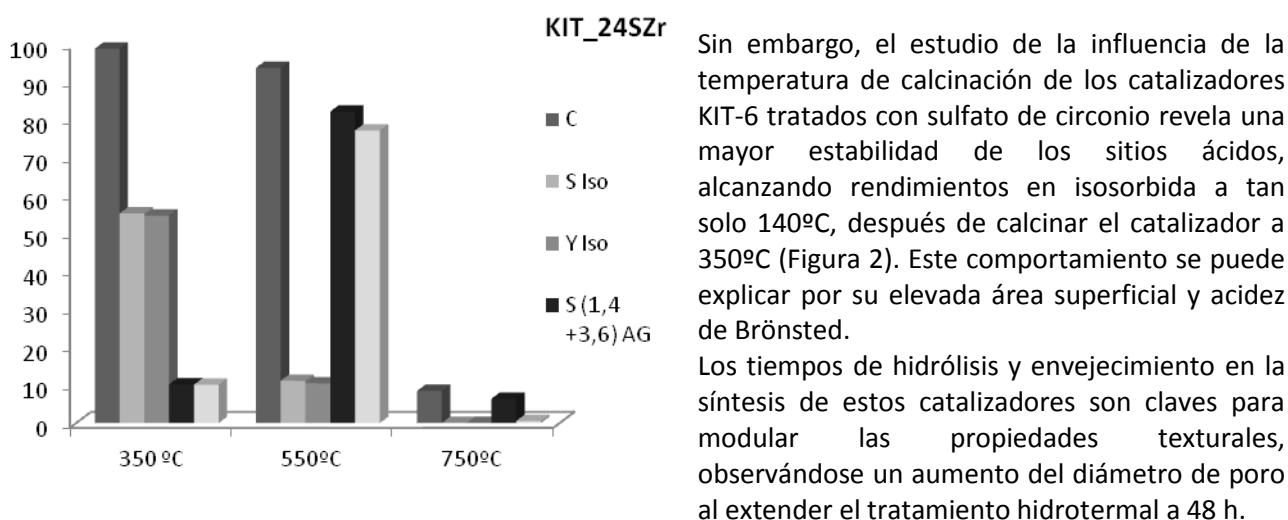 KIT_24SZr
100
90
80
70
60
50
40
30
20
10
0
350 ºC
550ºC
750ºC
C
S Iso
Y Iso
S (1,4
+3,6) AG
Sin embargo, el estudio de la influencia de la
temperatura de calcinación de los catalizadores
KIT-6 tratados con sulfato de circonio revela una
mayor estabilidad de los sitios ácidos,
alcanzando rendimientos en isosorbida a tan
solo 140ºC, después de calcinar el catalizador a
350ºC (Figura 2). Este comportamiento se puede
explicar por su elevada área superficial y acidez
de Brönsted.
Los tiempos de hidrólisis y envejecimiento en la
síntesis de estos catalizadores son claves para
modular las propiedades texturales,
observándose un aumento del diámetro de poro
al extender el tratamiento hidrotermal a 48 h.